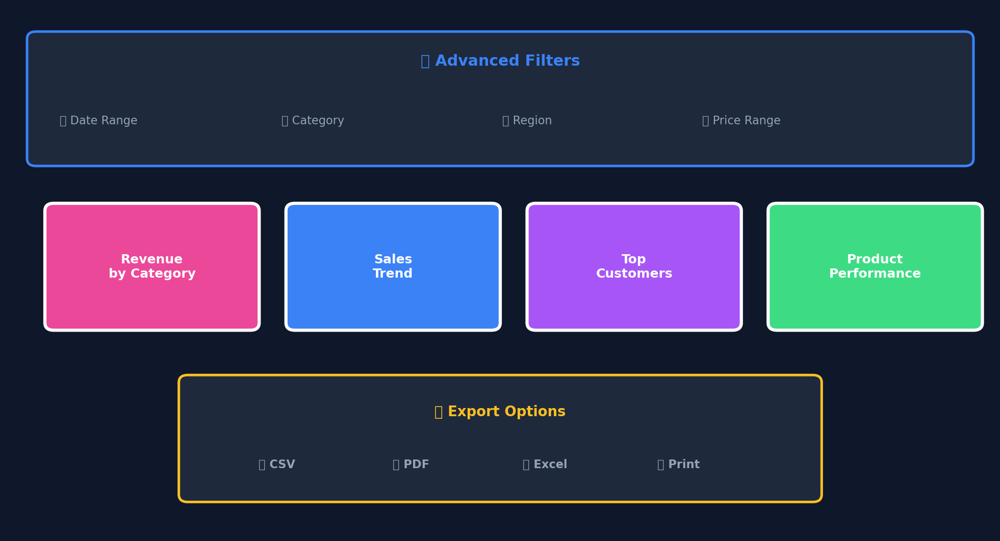 Advanced Filters
Date Range
Category
Region
Price Range
Revenue
by Category
Sales
Trend
Top
Customers
Product
Performance
Export Options
CSV
PDF
Excel
Print